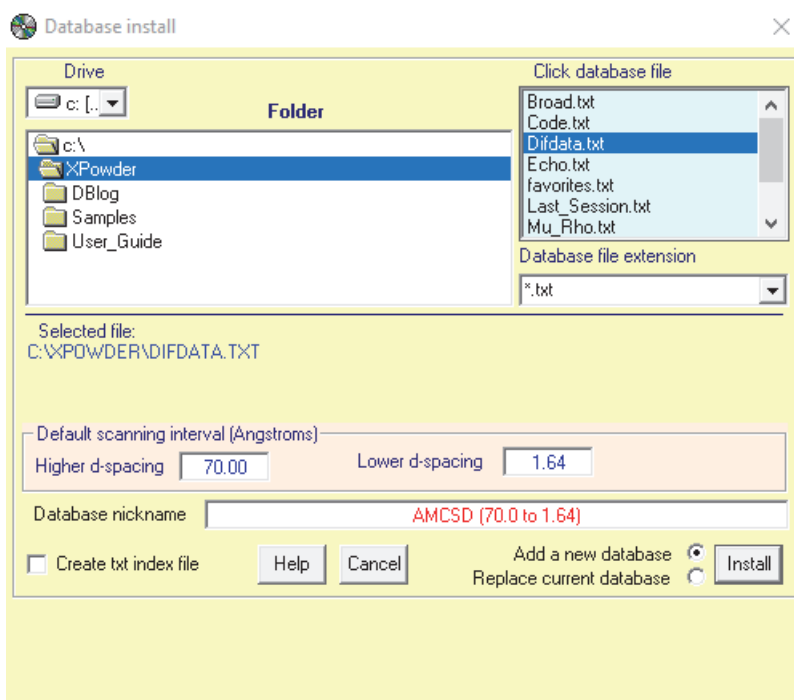 Database install
Drive
c: [..
Folder
c:\
XPowder
DBlog
Samples
User_Guide
Click database file
Broad.txt
Code.txt
Difdata.txt
Echo.txt
favorites.txt
Last_Session.txt
Mu_Rho.txt
Database file extension
*.txt
Selected file:
C:\XPOWDER\DIFDATA.TXT
Default scanning interval (Angstroms)
Higher d-spacing 70.00 Lower d-spacing 1.64
Database nickname AMCSD (70.0 to 1.64)
Create txt index file
Help
Cancel
Add a new database
Replace current database
Install